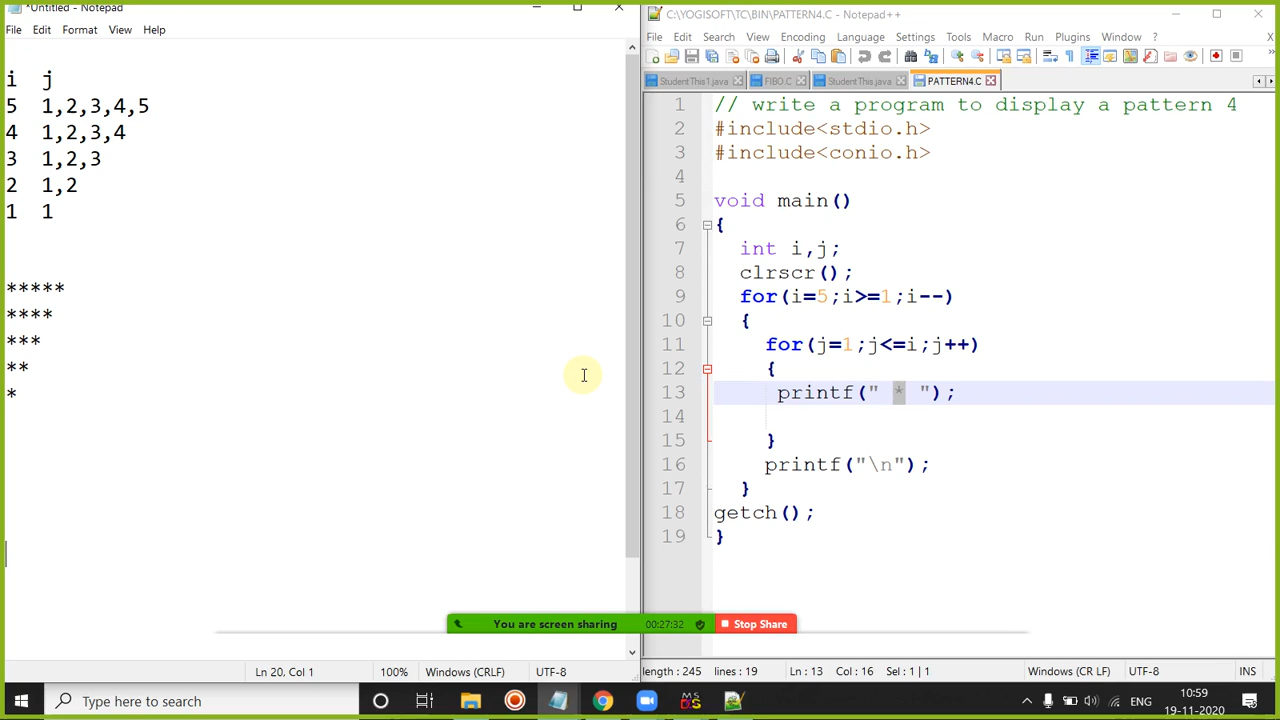 *Untitled - Notepad
File Edit Format View Help
i j
5 1,2,3,4,5
4 1,2,3,4
3 1,2,3
2 1,2
1 1
*****
****
***
**
*
Ln 20, Col 1 100% Windows (CRLF) UTF-8
C:\YOGISOFT\TC\BIN\PATTERN4.C - Notepad++
File Edit Search View Encoding Language Settings Tools Macro Run Plugins Window ? X
StudentThis1.java FIBO.C StudentThis.java PATTERN4.C
1 // write a program to display a pattern 4
2 #include<stdio.h>
3 #include<conio.h>
4
5 void main()
6 {
7 int i,j;
8 clrscr();
9 for(i=5;i>=1;i--)
10 {
11 for(j=1;j<=i;j++)
12 {
13 printf(" * ");
14
15 }
16 printf("\n");
17 }
18 getch();
19 }
You are screen sharing 00:27:32 Stop Share
length : 245 lines : 19 Ln : 13 Col : 16 Sel : 1 | 1 Windows (CR LF) UTF-8 INS
Type here to search
ENG
10:59
19-11-2020